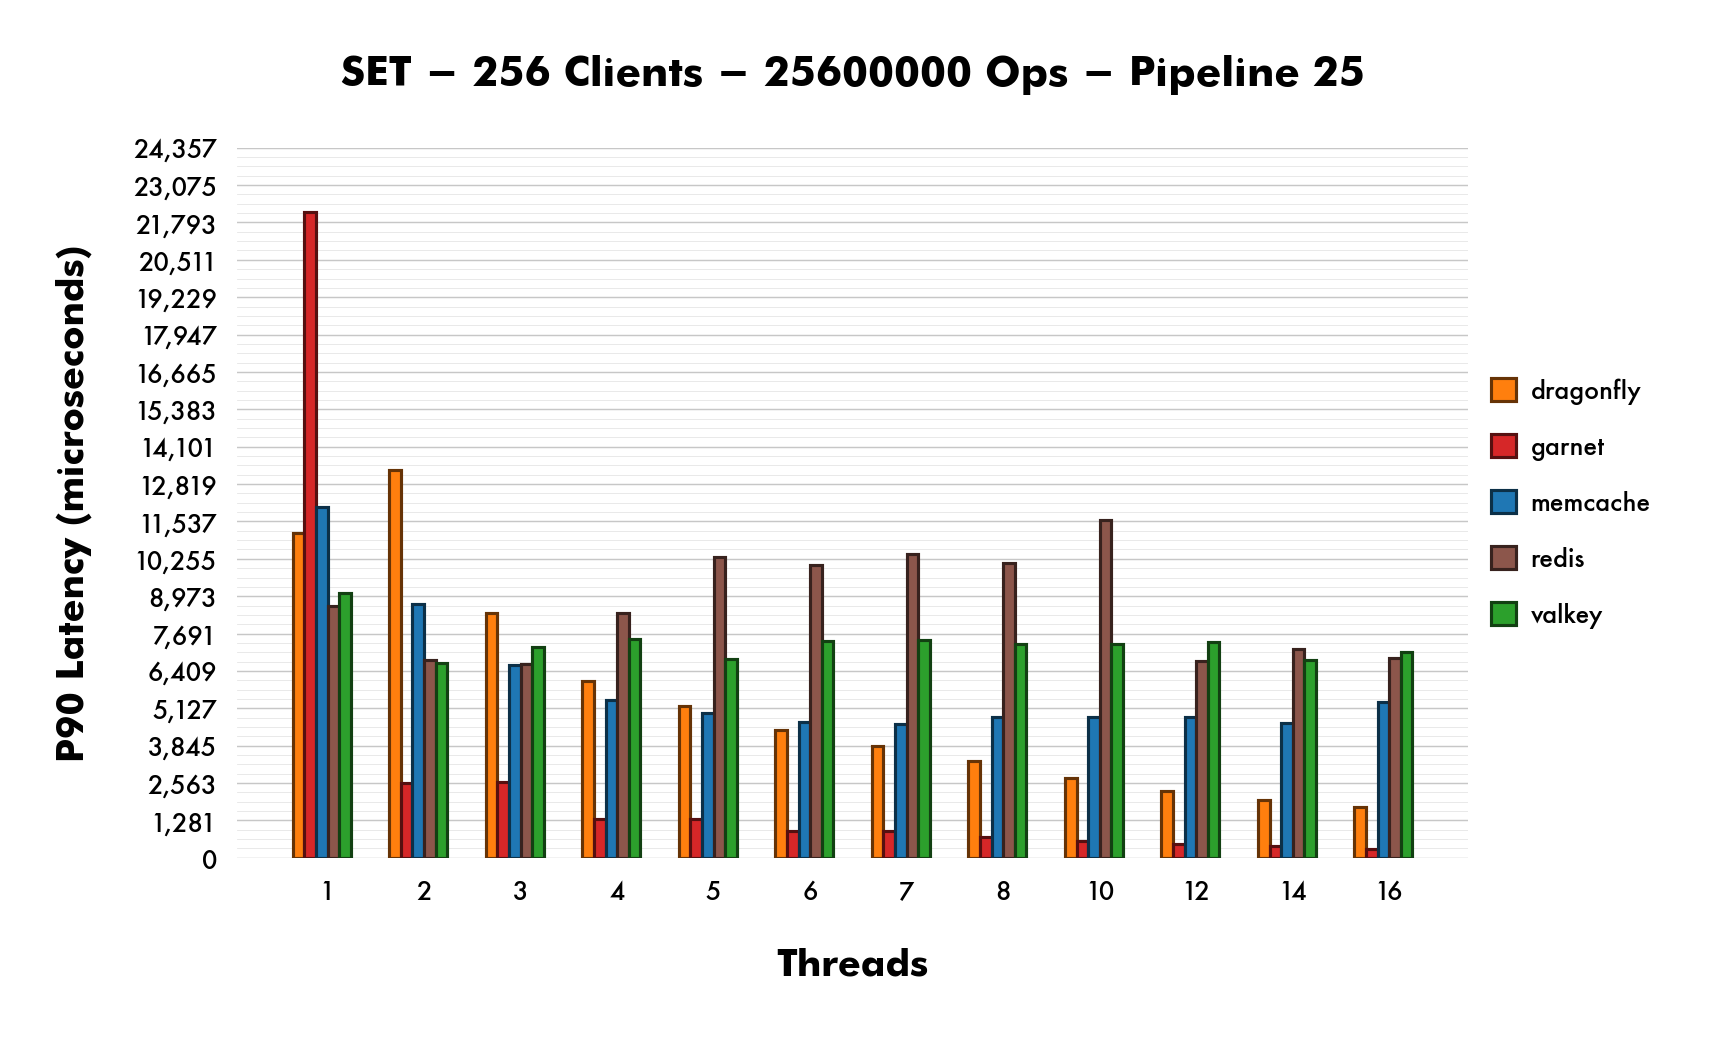 SET – 256 Clients – 25600000 Ops – Pipeline 25
P90 Latency (microseconds)
24,357
23,075
21,793
20,511
19,229
17,947
16,665
15,383
14,101
12,819
11,537
10,255
8,973
7,691
6,409
5,127
3,845
2,563
1,281
0
1 2 3 4 5 6 7 8 10 12 14 16
Threads
dragonfly
garnet
memcache
redis
valkey